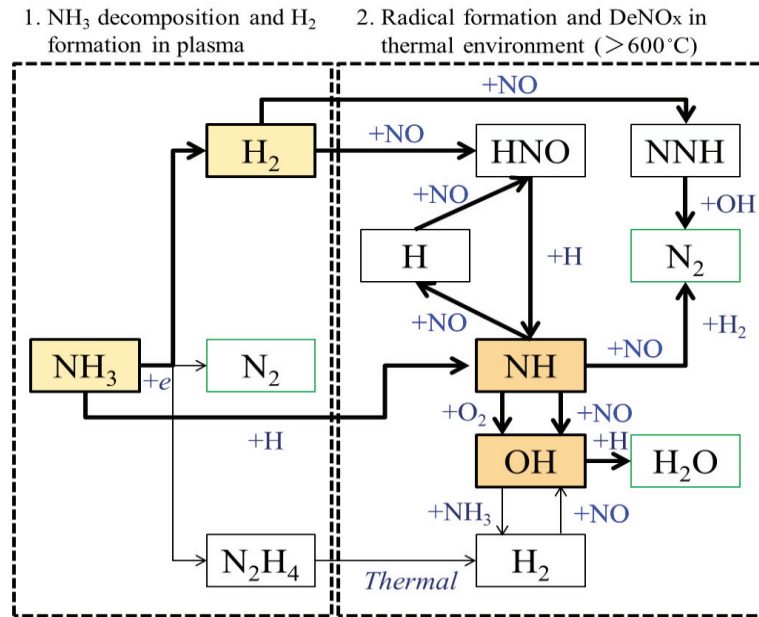 1. NH₃ decomposition and H₂
formation in plasma
2. Radical formation and DeNOx in
thermal environment (＞600℃)
+NO
H₂
+NO
HNO
NNH
+NO
+OH
H
+H
N₂
+NO
+H₂
NH₃
+e
N₂
NH
+NO
+H
+O₂
+NO
+H
OH
H₂O
+NH₃
+NO
N₂H₄
Thermal
H₂